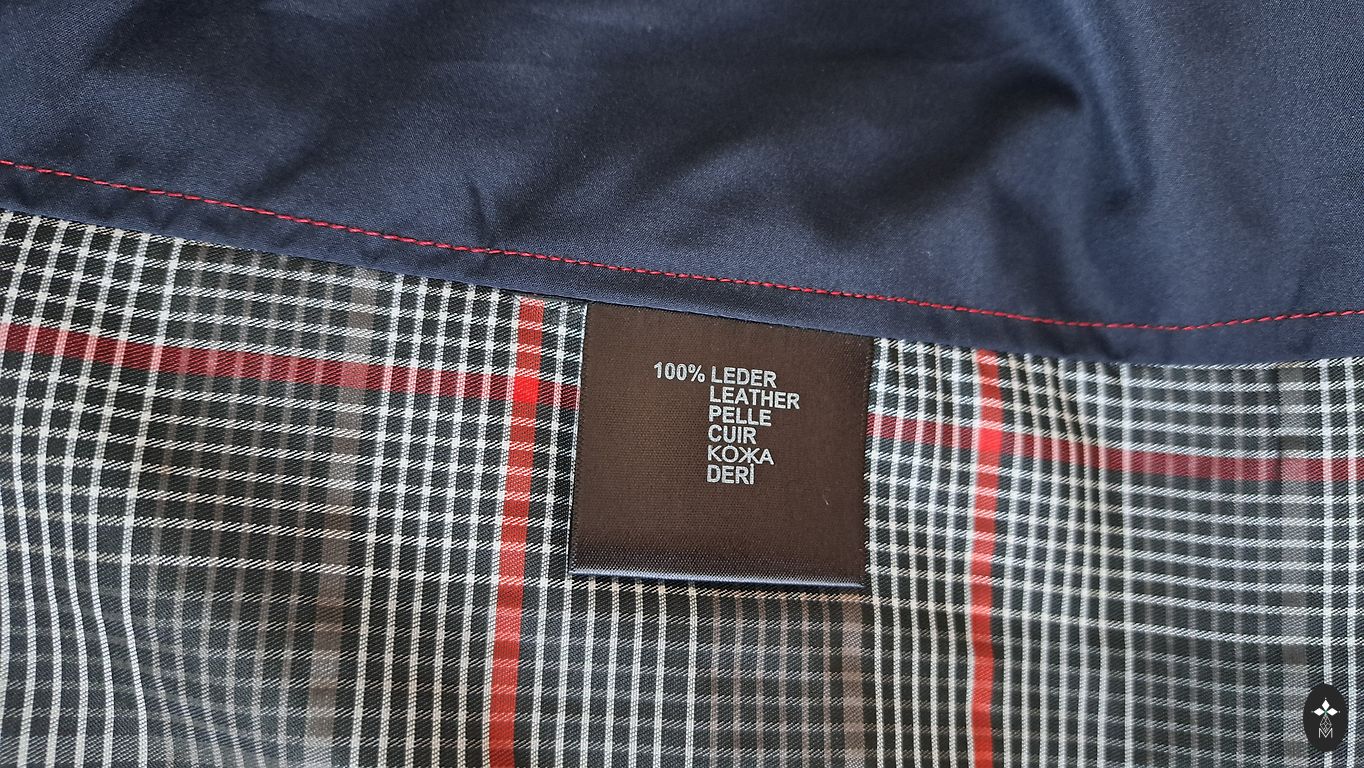 100% LEDER
LEATHER
PELLE
CUIR
КОЖА
DERİ
M